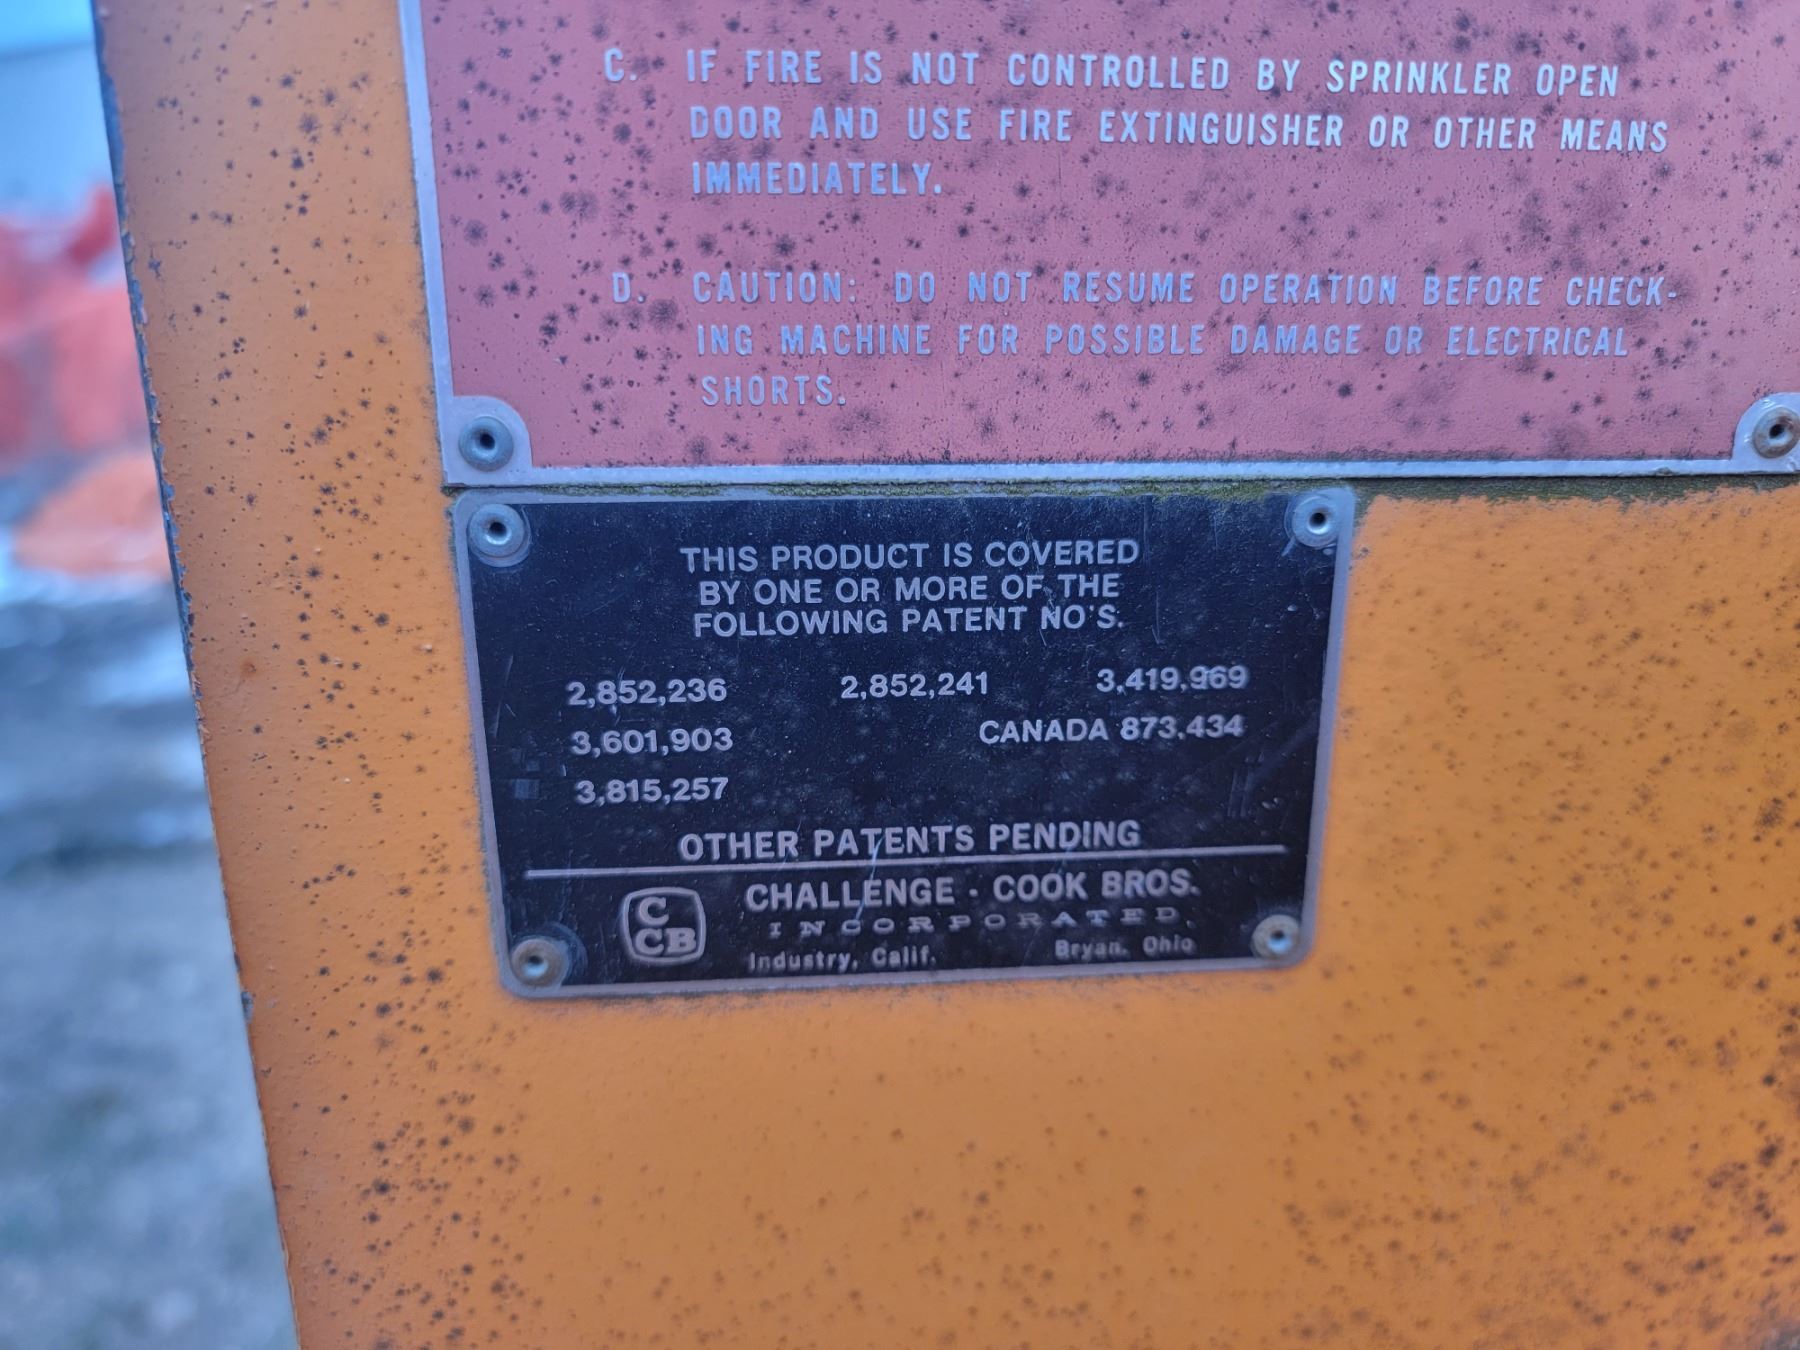 C. IF FIRE IS NOT CONTROLLED BY SPRINKLER OPEN
DOOR AND USE FIRE EXTINGUISHER OR OTHER MEANS
IMMEDIATELY.
D. CAUTION: DO NOT RESUME OPERATION BEFORE CHECK-
ING MACHINE FOR POSSIBLE DAMAGE OR ELECTRICAL
SHORTS.
THIS PRODUCT IS COVERED
BY ONE OR MORE OF THE
FOLLOWING PATENT NO'S.
2,852,236 2,852,241 3,419,969
3,601,903 CANADA 873,434
3,815,257
OTHER PATENTS PENDING
C
CB
CHALLENGE - COOK BROS.
INCORPORATED.
Industry, Calif. Bryan, Ohio